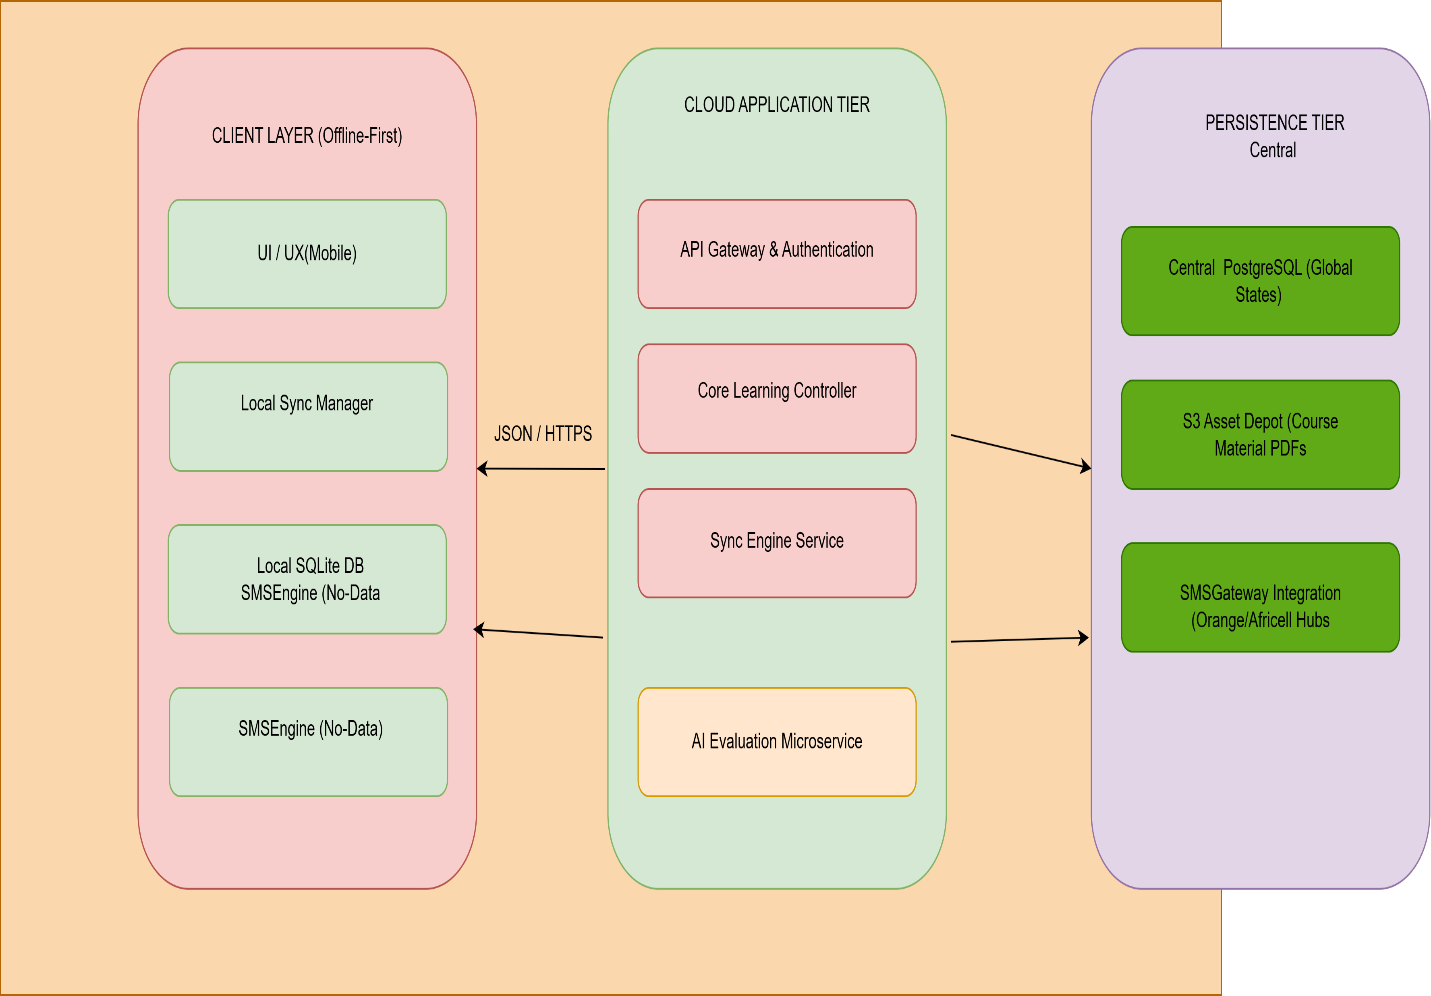 CLIENT LAYER (Offline-First)
UI / UX(Mobile)
Local Sync Manager
Local SQLite DB
SMSEngine (No-Data
SMSEngine (No-Data)
JSON / HTTPS
CLOUD APPLICATION TIER
API Gateway & Authentication
Core Learning Controller
Sync Engine Service
AI Evaluation Microservice
PERSISTENCE TIER
Central
Central  PostgreSQL (Global
States)
S3 Asset Depot (Course
Material PDFs
SMSGateway Integration
(Orange/Africell Hubs